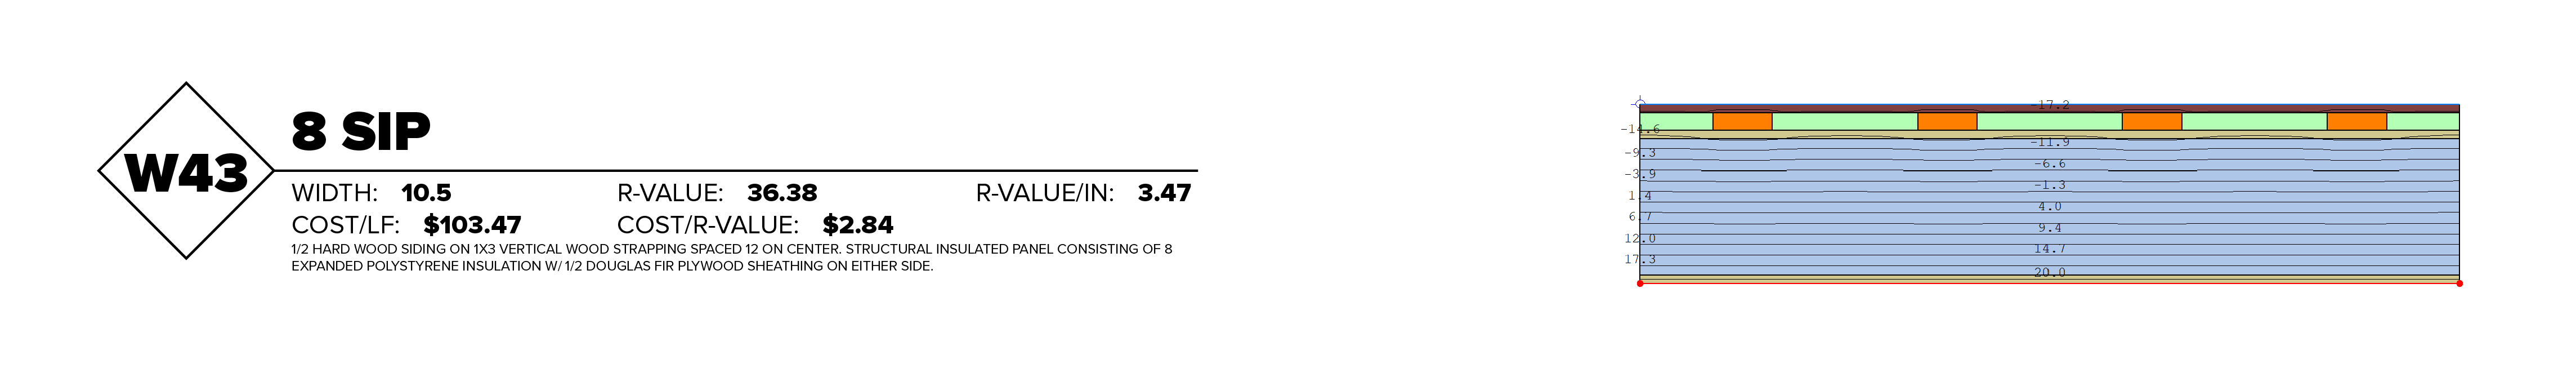 W43
8 SIP
WIDTH: 10.5 R-VALUE: 36.38 R-VALUE/IN: 3.47
COST/LF: $103.47 COST/R-VALUE: $2.84
1/2 HARD WOOD SIDING ON 1X3 VERTICAL WOOD STRAPPING SPACED 12 ON CENTER. STRUCTURAL INSULATED PANEL CONSISTING OF 8
EXPANDED POLYSTYRENE INSULATION W/ 1/2 DOUGLAS FIR PLYWOOD SHEATHING ON EITHER SIDE.
-17.2
-14.6
-11.9
-9.3
-6.6
-3.9
-1.3
1.4
4.0
6.7
9.4
12.0
14.7
17.3
20.0